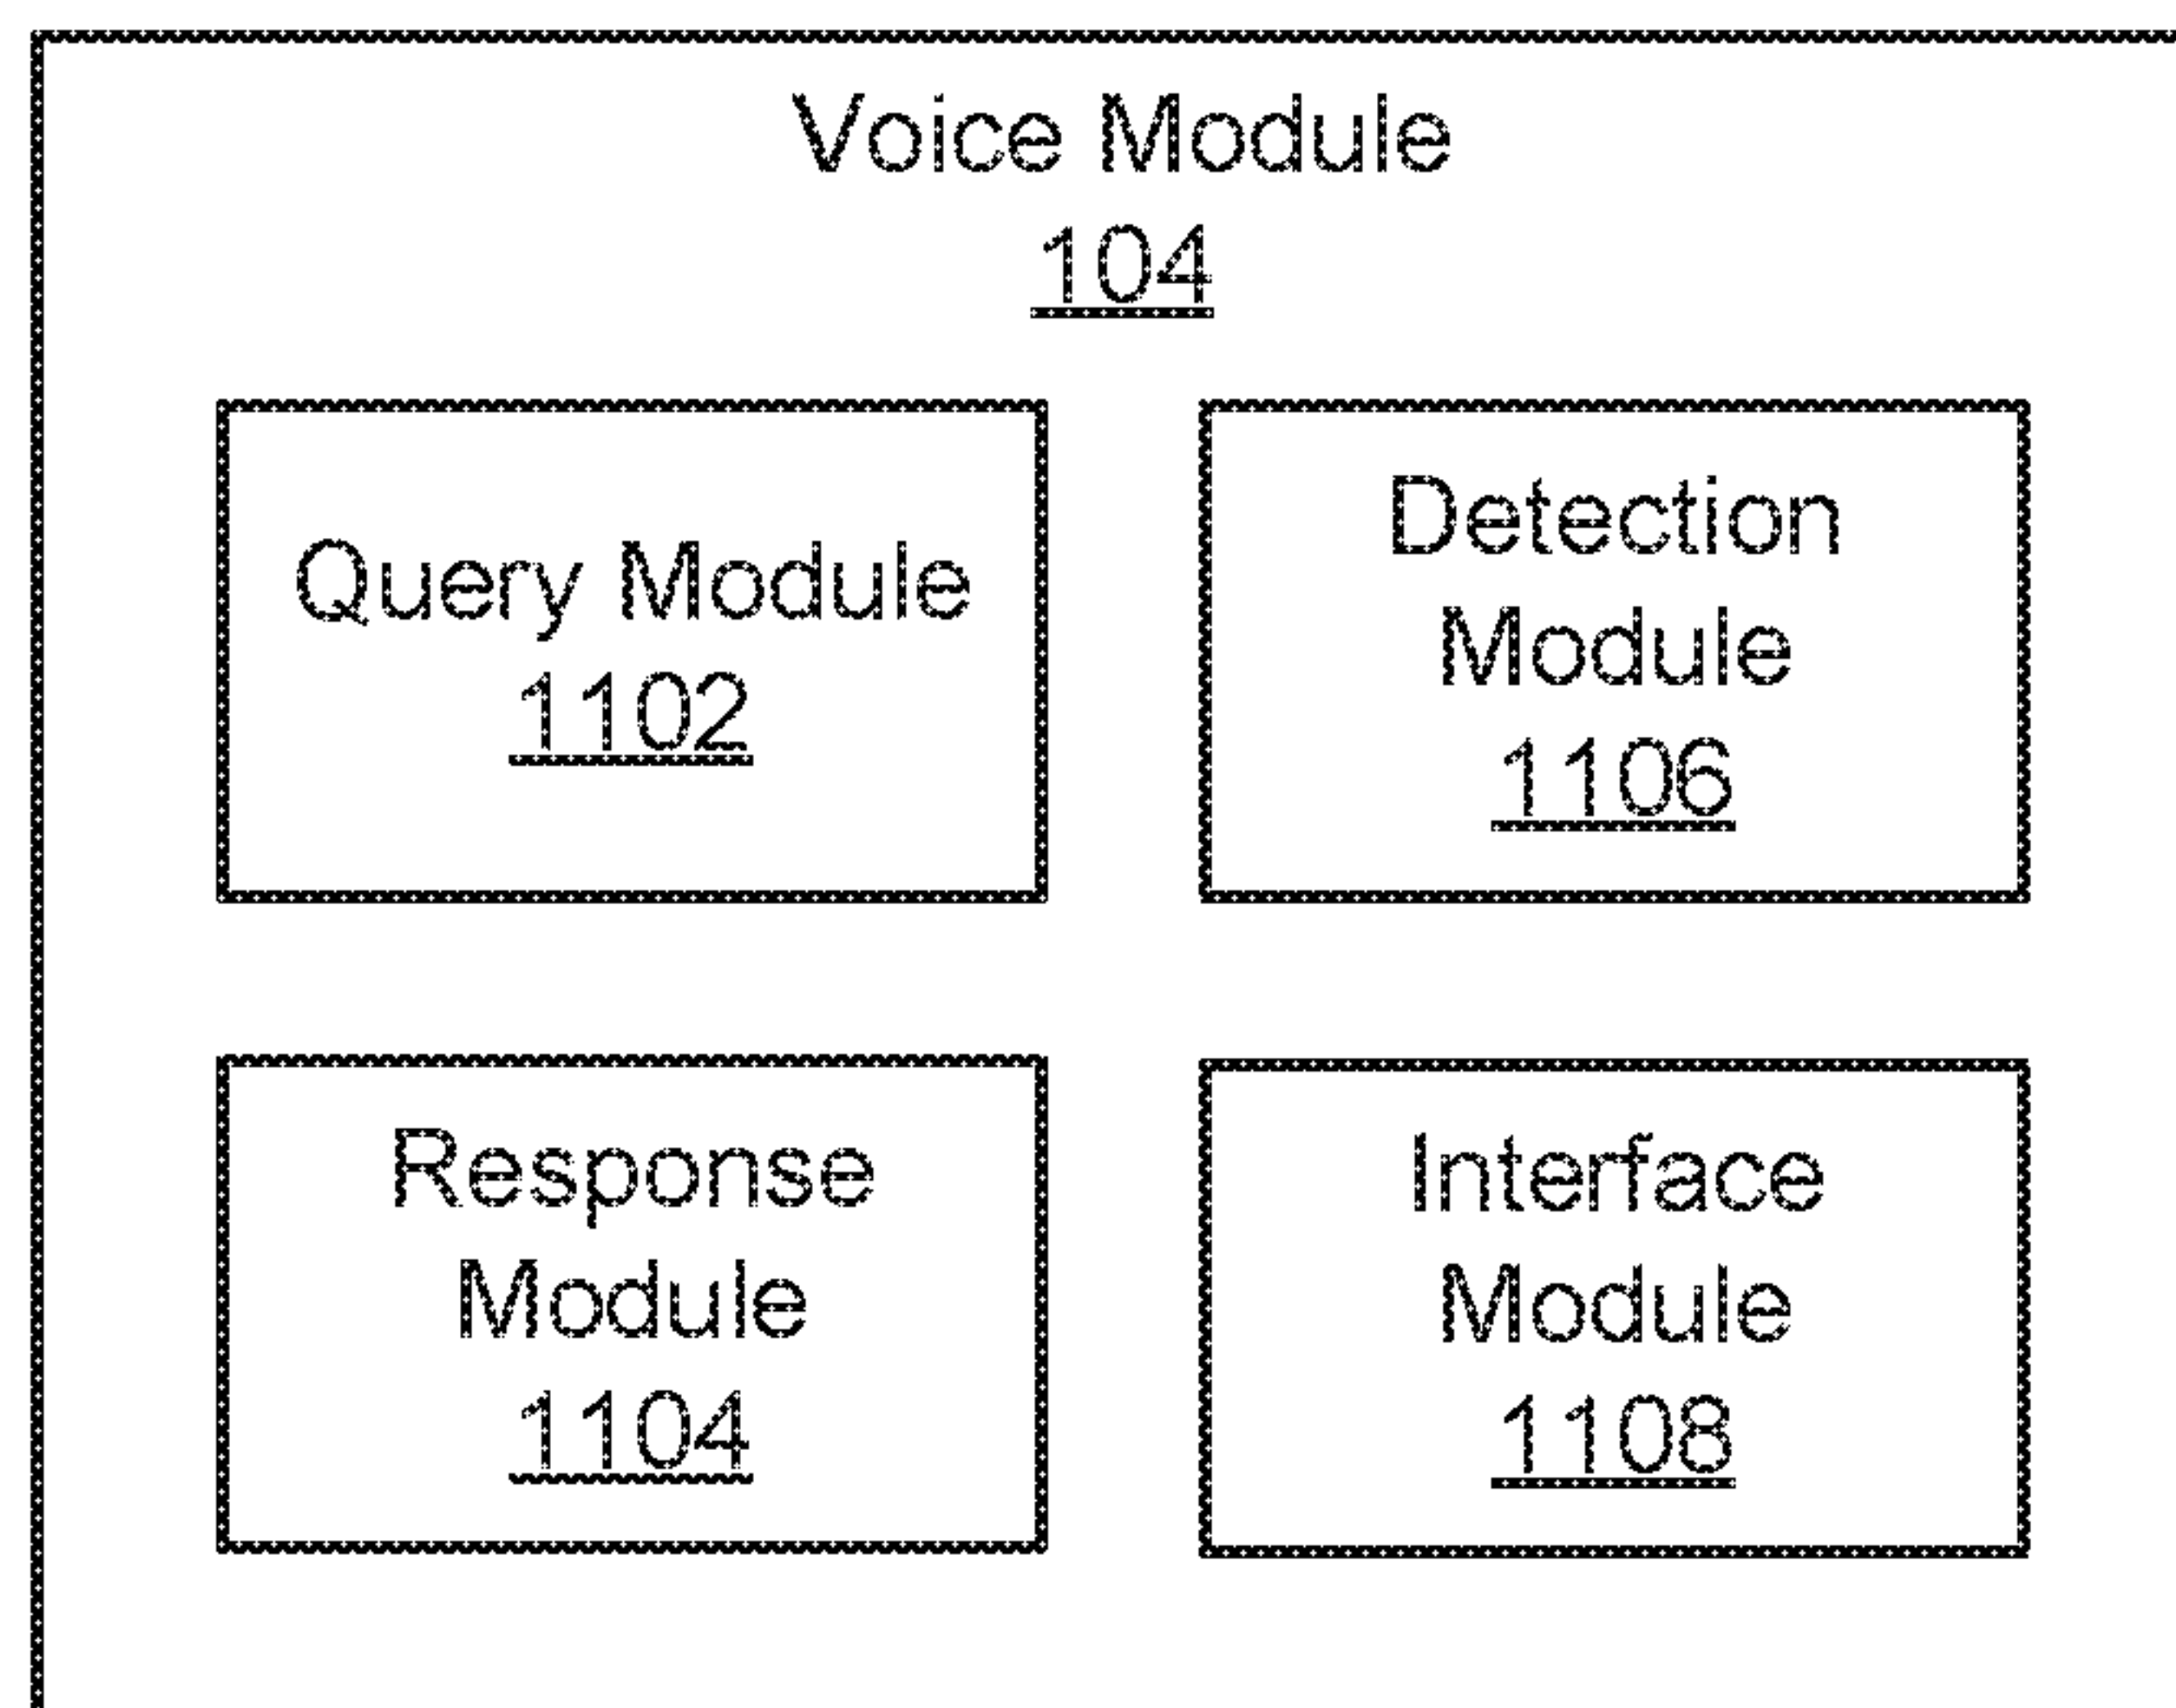 Voice Module
104
Query Module
1102
Detection
Module
1106
Response
Module
1104
Interface
Module
1108